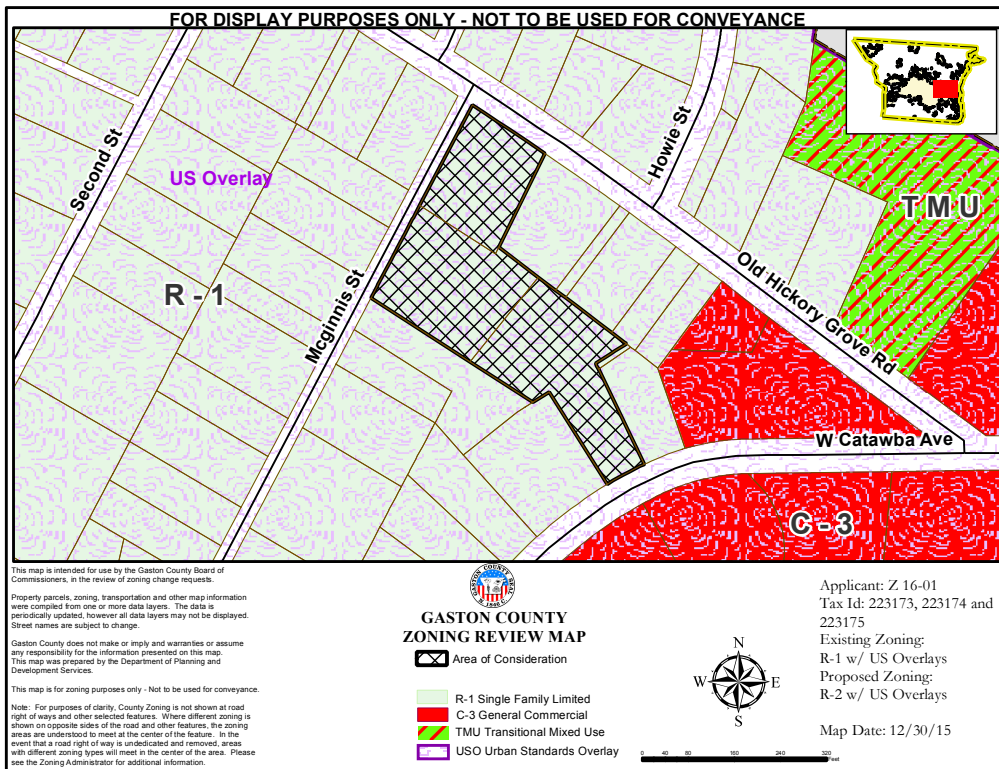 FOR DISPLAY PURPOSES ONLY - NOT TO BE USED FOR CONVEYANCE
Second St
US Overlay
R - 1
Mcginnis St
Howie St
TMU
Old Hickory Grove Rd
W Catawba Ave
C - 3
This map is intended for use by the Gaston County Board of
Commissioners, in the review of zoning change requests.
Property parcels, zoning, transportation and other map information
were compiled from one or more data layers. The data is
periodically updated, however all data layers may not be displayed.
Street names are subject to change.
Gaston County does not make or imply and warranties or assume
any responsibility for the information presented on this map.
This map was prepared by the Department of Planning and
Development Services.
This map is for zoning purposes only - Not to be used for conveyance.
Note: For purposes of clarity, County Zoning is not shown at road
right of ways and other selected features. Where different zoning is
shown on opposite sides of the road and other features, the zoning
areas are understood to meet at the center of the feature. In the
event that a road right of way is undedicated and removed, areas
with different zoning types will meet in the center of the area. Please
see the Zoning Administrator for additional information.
GASTON COUNTY SEAL
N. 1846 C.
GASTON COUNTY
ZONING REVIEW MAP
Area of Consideration
R-1 Single Family Limited
C-3 General Commercial
TMU Transitional Mixed Use
USO Urban Standards Overlay
N
W
E
S
0 40 80 160 240 320
Feet
Applicant: Z 16-01
Tax Id: 223173, 223174 and
223175
Existing Zoning:
R-1 w/ US Overlays
Proposed Zoning:
R-2 w/ US Overlays
Map Date: 12/30/15